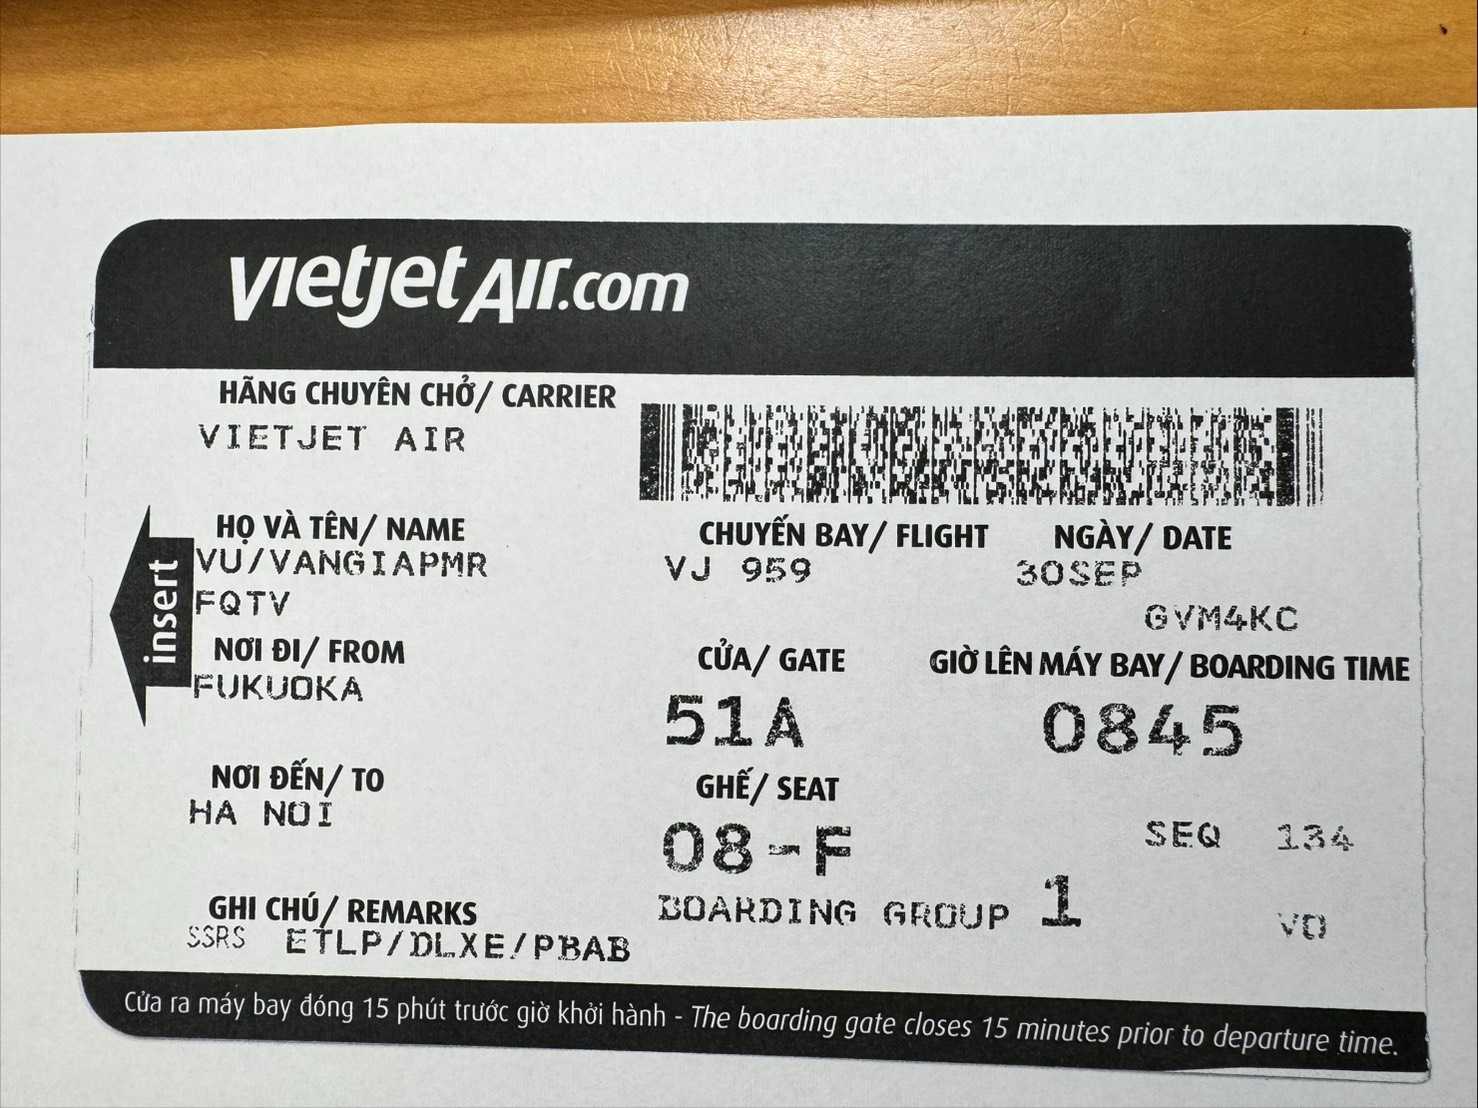 vietjetAir.com
HÃNG CHUYÊN CHỞ/ CARRIER
VIETJET AIR
HỌ VÀ TÊN/ NAME
VU/VANGIAPMR
FQTV
CHUYẾN BAY/ FLIGHT
VJ 959
NGÀY/ DATE
30SEP
GVM4KC
insert
NƠI ĐI/ FROM
FUKUOKA
CỬA/ GATE
51A
GIỜ LÊN MÁY BAY/ BOARDING TIME
0845
NƠI ĐẾN/ TO
HA NOI
GHẾ/ SEAT
08-F
SEQ 134
BOARDING GROUP 1
V0
GHI CHÚ/ REMARKS
SSRS ETLP/DLXE/PBAB
Cửa ra máy bay đóng 15 phút trước giờ khởi hành - The boarding gate closes 15 minutes prior to departure time.